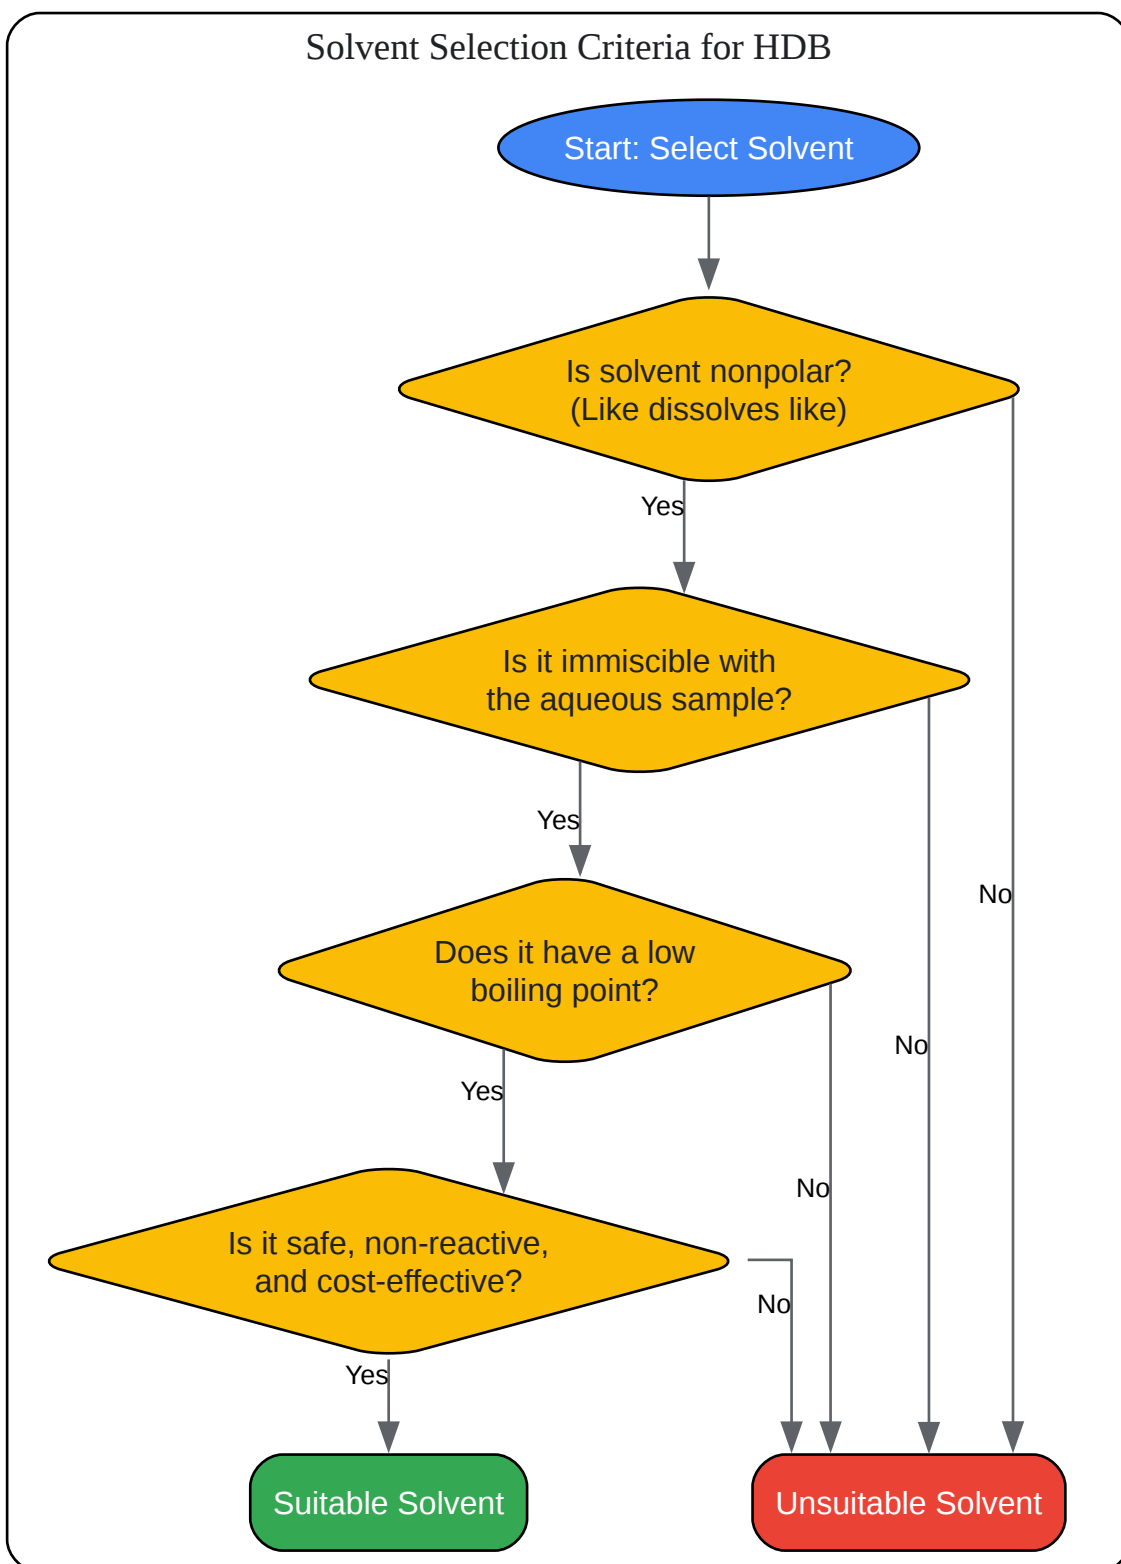 Solvent Selection Criteria for HDB
Start: Select Solvent
Is solvent nonpolar?
(Like dissolves like)
Yes
Is it immiscible with
the aqueous sample?
Yes
No
Does it have a low
boiling point?
No
Yes
No
Is it safe, non-reactive,
and cost-effective?
No
Yes
Suitable Solvent
Unsuitable Solvent